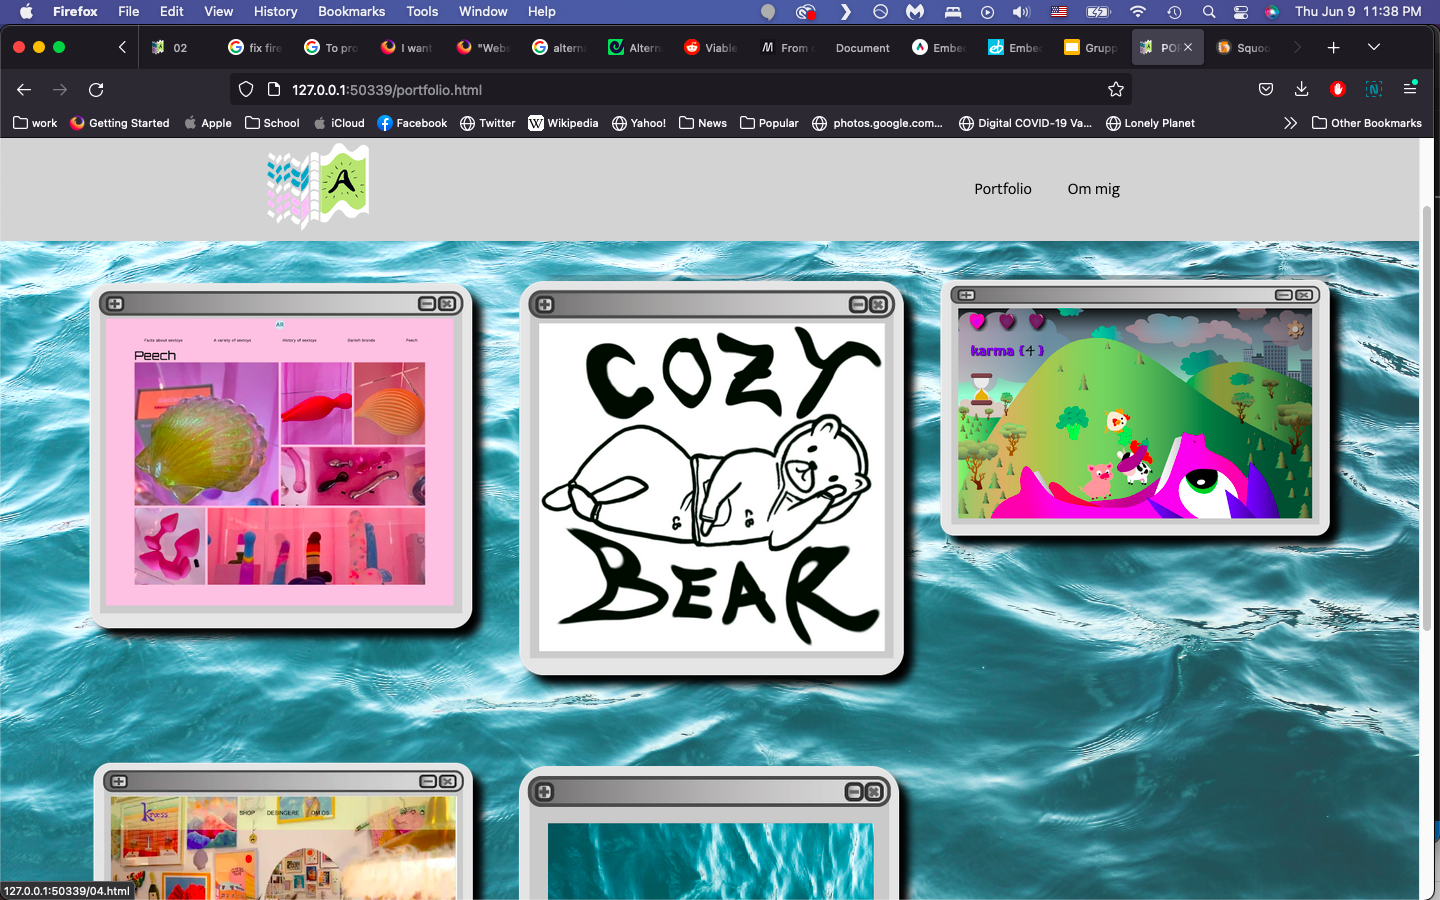 Firefox File Edit View History Bookmarks Tools Window Help Thu Jun 9 11:38 PM
02 fix fire To pro I want "Webs altern Altern Viable From Document Embe Embe Grupp POI Squo
127.0.0.1:50339/portfolio.html
work Getting Started Apple School iCloud Facebook Twitter Wikipedia Yahoo! News Popular photos.google.com... Digital COVID-19 Va... Lonely Planet Other Bookmarks
A
Portfolio Om mig
AR
Facts about sextoys A variety of sextoys History of sextoys Danish brands Peech
Peech
COZY
BEAR
karma (+)
kræss SHOP DESINGERE OM OS
127.0.0.1:50339/04.html